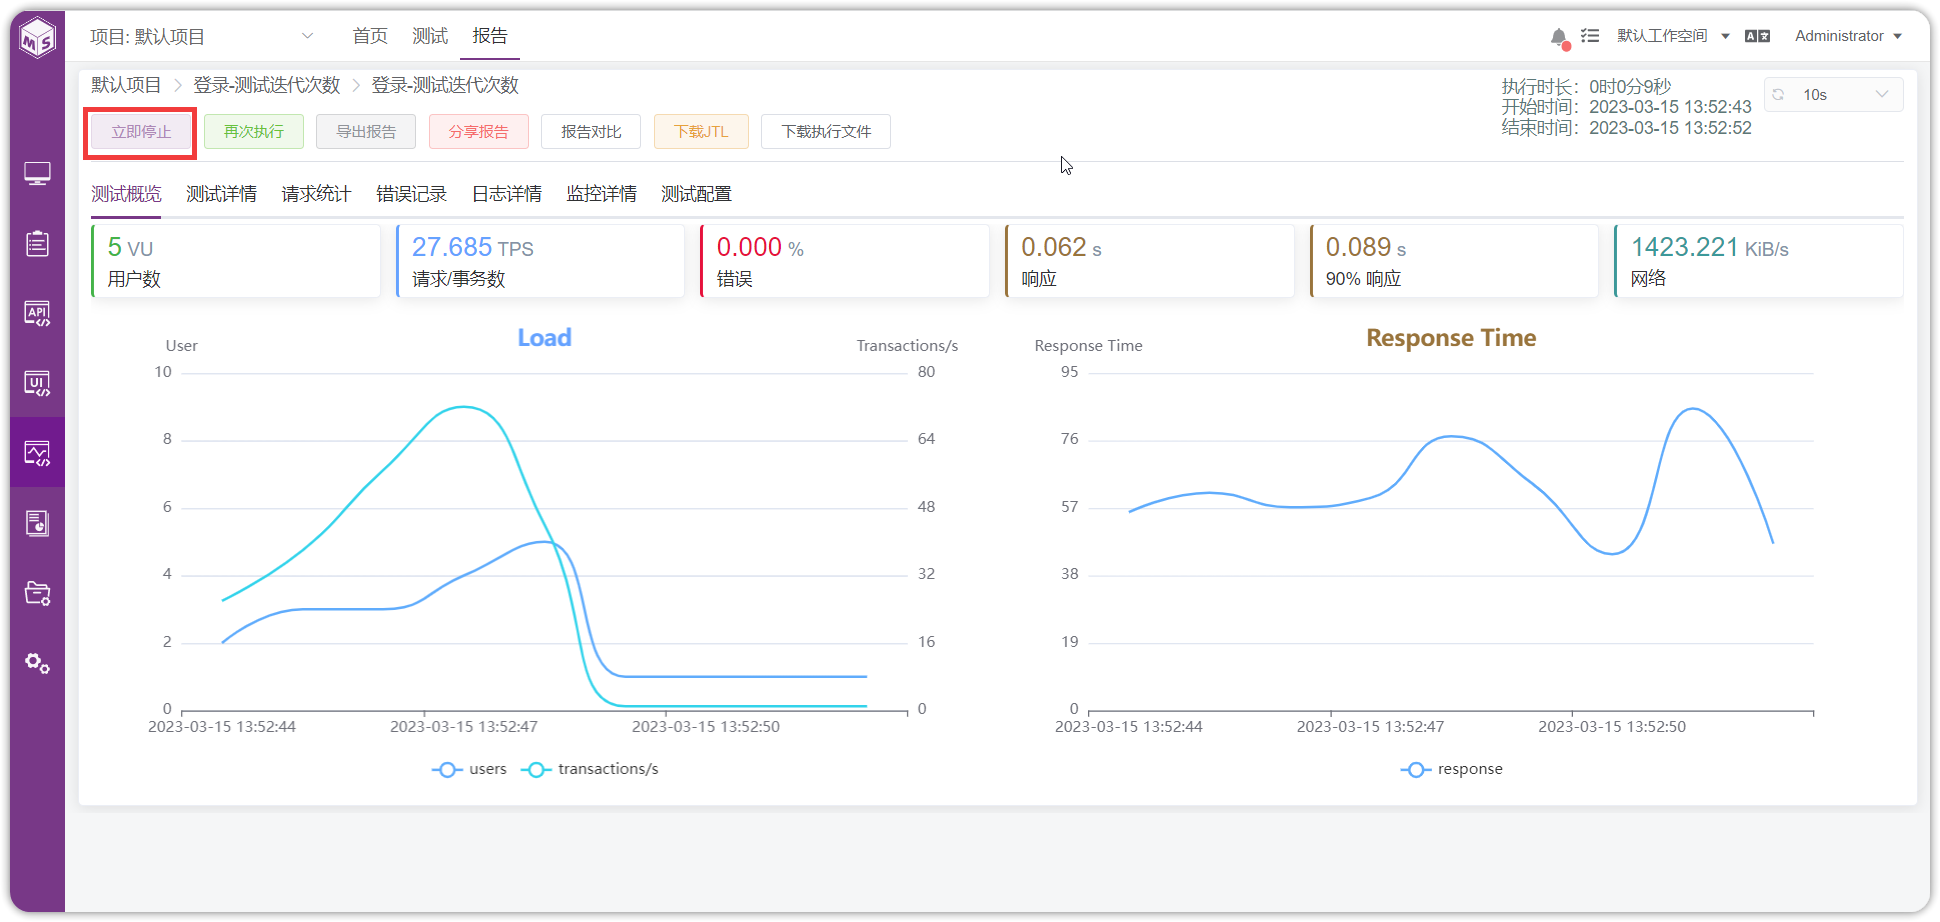 MS
项目: 默认项目
首页 测试 报告
默认工作空间
Administrator
默认项目 > 登录-测试迭代次数 > 登录-测试迭代次数
执行时长: 0时0分9秒
开始时间: 2023-03-15 13:52:43
结束时间: 2023-03-15 13:52:52
10s
立即停止 再次执行 导出报告 分享报告 报告对比 下载JTL 下载执行文件
测试概览 测试详情 请求统计 错误记录 日志详情 监控详情 测试配置
5 VU
用户数
27.685 TPS
请求/事务数
0.000 %
错误
0.062 s
响应
0.089 s
90% 响应
1423.221 KiB/s
网络
API
UI
Load
User
Transactions/s
10
8
6
4
2
0
80
64
48
32
16
0
2023-03-15 13:52:44 2023-03-15 13:52:47 2023-03-15 13:52:50
users transactions/s
Response Time
Response Time
95
76
57
38
19
0
2023-03-15 13:52:44 2023-03-15 13:52:47 2023-03-15 13:52:50
response